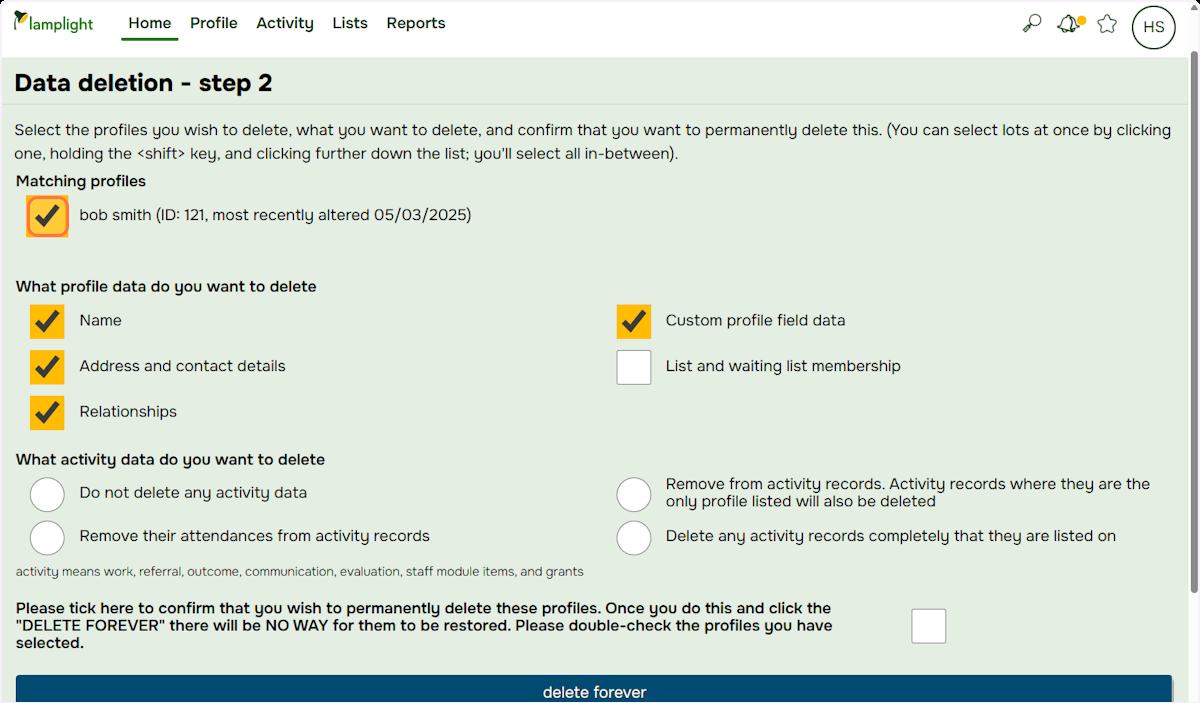 lamplight
Home Profile Activity Lists Reports
HS
Data deletion - step 2
Select the profiles you wish to delete, what you want to delete, and confirm that you want to permanently delete this. (You can select lots at once by clicking
one, holding the <shift> key, and clicking further down the list; you'll select all in-between).
Matching profiles
bob smith (ID: 121, most recently altered 05/03/2025)
What profile data do you want to delete
Name
Custom profile field data
Address and contact details
List and waiting list membership
Relationships
What activity data do you want to delete
Do not delete any activity data
Remove from activity records. Activity records where they are the
only profile listed will also be deleted
Remove their attendances from activity records
Delete any activity records completely that they are listed on
activity means work, referral, outcome, communication, evaluation, staff module items, and grants
Please tick here to confirm that you wish to permanently delete these profiles. Once you do this and click the
"DELETE FOREVER" there will be NO WAY for them to be restored. Please double-check the profiles you have
selected.
delete forever